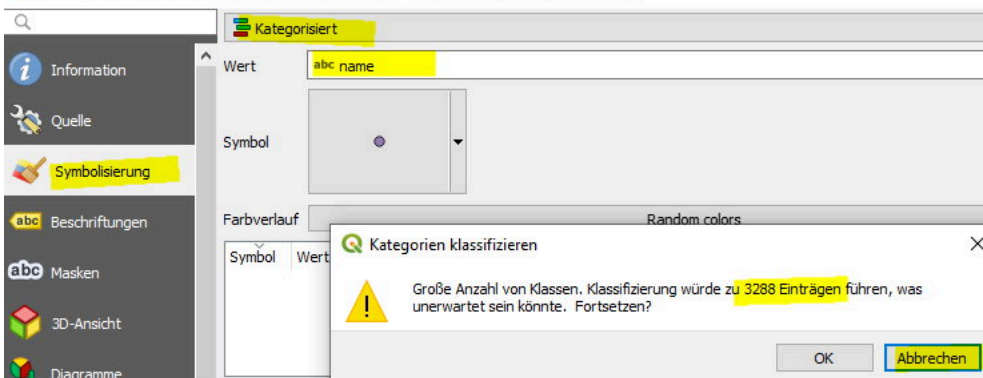 Kategorisiert
Information
Wert
abc name
Quelle
Symbol
Symbolisierung
abc Beschriftungen
Farbverlauf
Random colors
Symbol Wert
Kategorien klassifizieren
abc Masken
Große Anzahl von Klassen. Klassifizierung würde zu 3288 Einträgen führen, was
unerwartet sein könnte. Fortsetzen?
3D-Ansicht
OK
Abbrechen
Diagramme